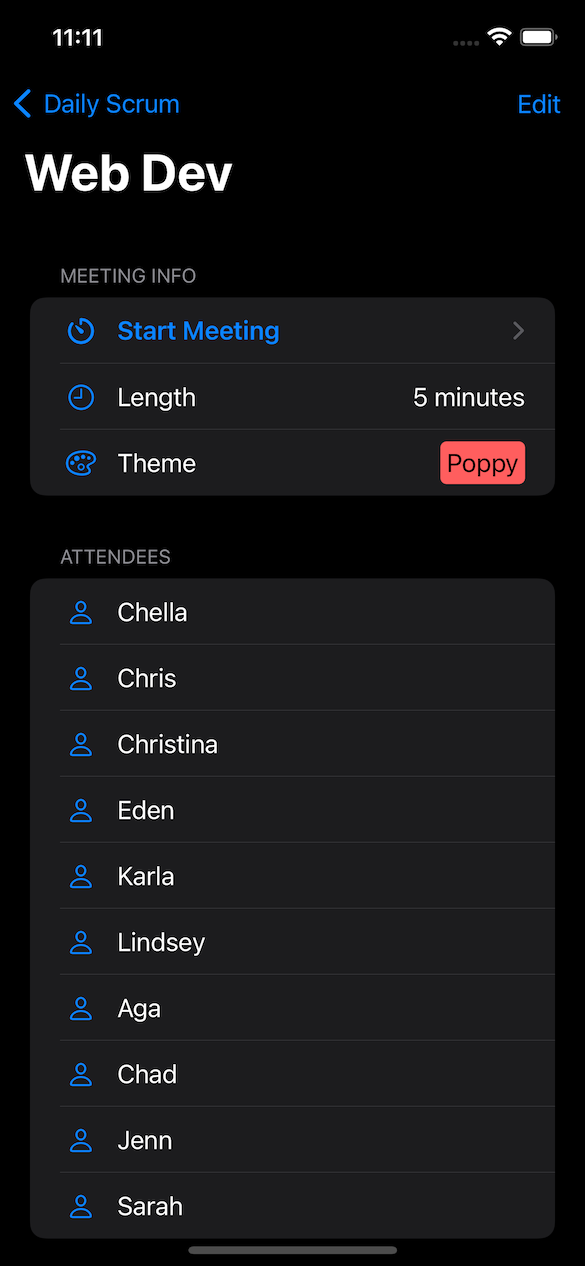 11:11
Daily Scrum Edit
Web Dev
MEETING INFO
Start Meeting
Length 5 minutes
Theme Poppy
ATTENDEES
Chella
Chris
Christina
Eden
Karla
Lindsey
Aga
Chad
Jenn
Sarah